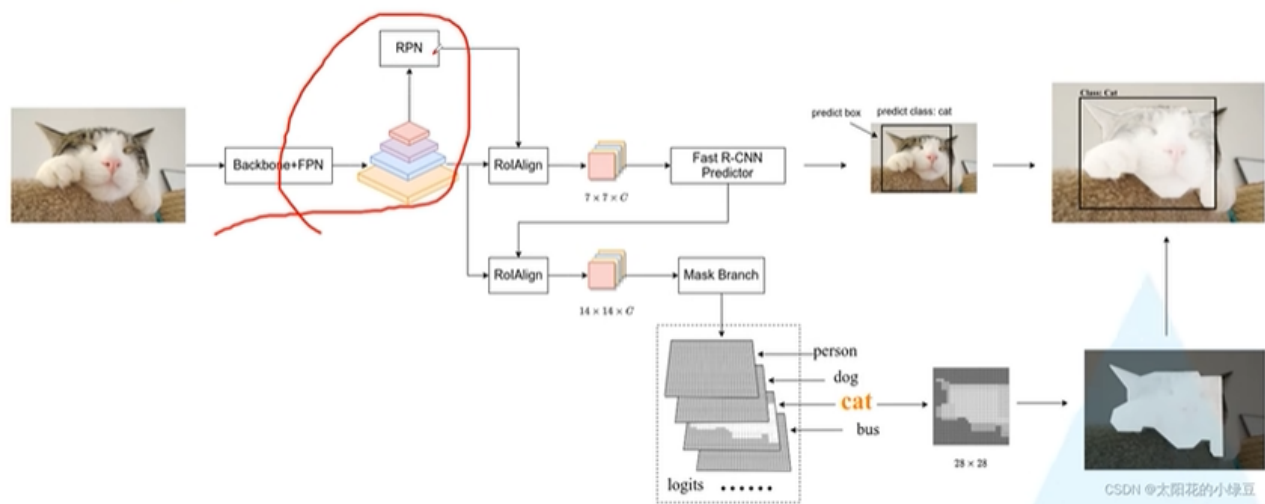 RPN
Class: Cat
predict box
predict class: cat
Backbone+FPN
RoIAlign
Fast R-CNN
Predictor
7 × 7 × C
RoIAlign
Mask Branch
14 × 14 × C
person
dog
cat
bus
28 × 28
logits ......
CSDN @太阳花的小绿豆